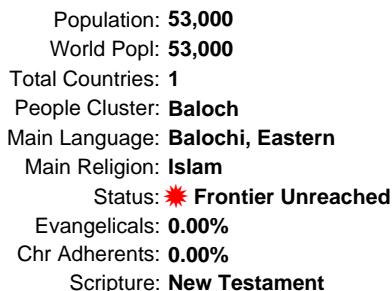 Population: 53,000
World Popl: 53,000
Total Countries: 1
People Cluster: Baloch
Main Language: Balochi, Eastern
Main Religion: Islam
Status: Frontier Unreached
Evangelicals: 0.00%
Chr Adherents: 0.00%
Scripture: New Testament